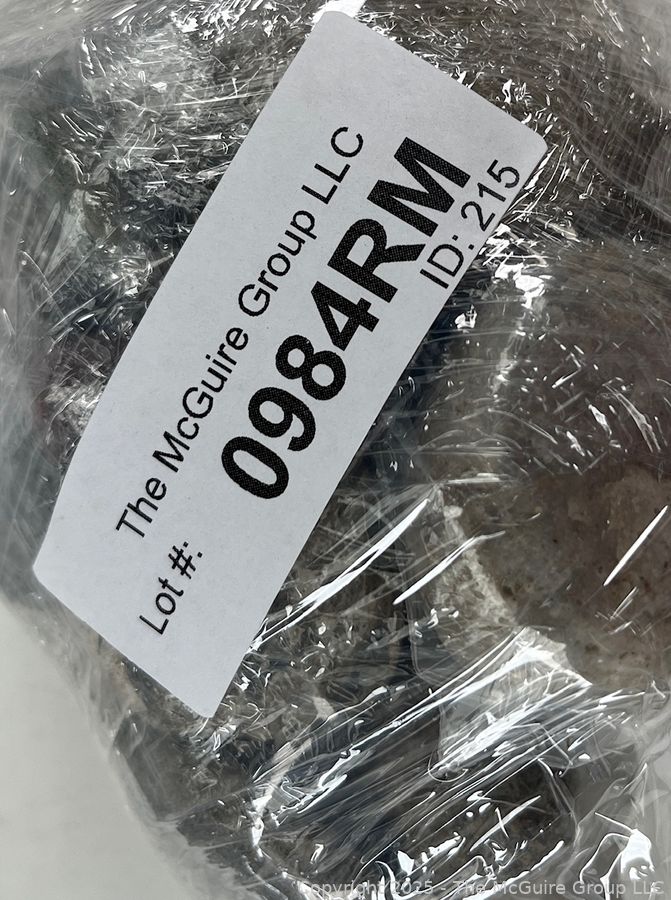 The McGuire Group LLC
Lot #: 0984RM
ID: 215
Copyright 2025 - The McGuire Group LLC